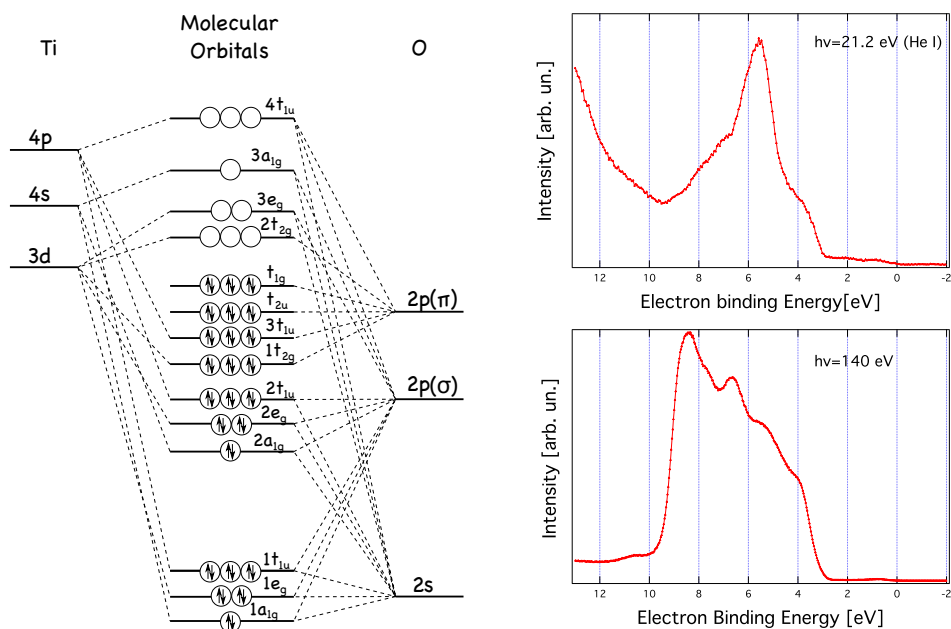 Ti
Molecular
Orbitals
O
4t1u
4p
3a1g
4s
3eg
2t2g
3d
t1g
t2u
2p(π)
3t1u
1t2g
2t1u
2p(σ)
2eg
2a1g
1t1u
1eg
2s
1a1g
hν=21.2 eV (He I)
Intensity [arb. un.]
12 10 8 6 4 2 0 -2
Electron binding Energy[eV]
hν=140 eV
Intensity [arb. un.]
12 10 8 6 4 2 0 -2
Electron Binding Energy [eV]